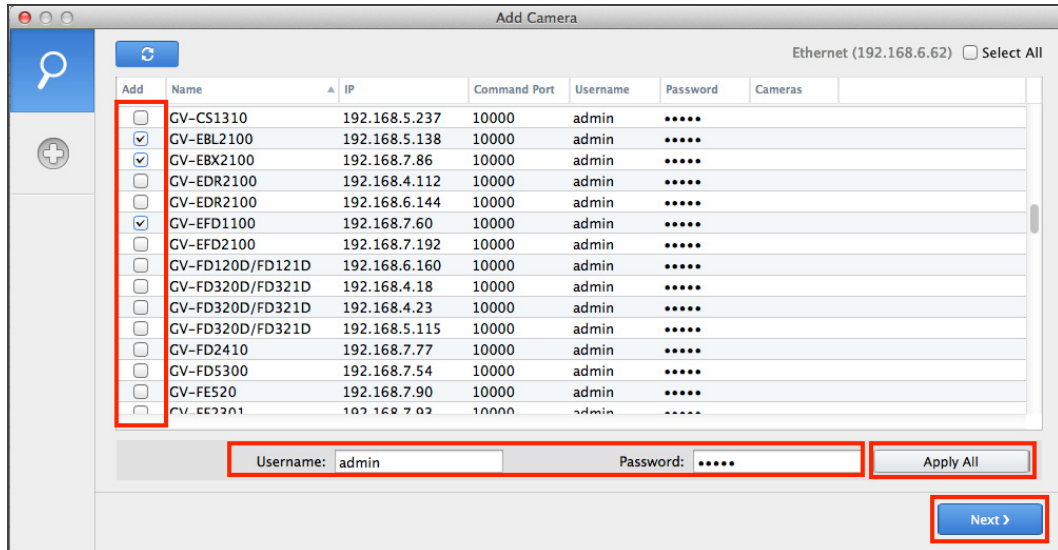 Add Camera
Ethernet (192.168.6.62) Select All
Add Name IP Command Port Username Password Cameras
GV-CS1310 192.168.5.237 10000 admin •••••
GV-EBL2100 192.168.5.138 10000 admin •••••
GV-EBX2100 192.168.7.86 10000 admin •••••
GV-EDR2100 192.168.4.112 10000 admin •••••
GV-EDR2100 192.168.6.144 10000 admin •••••
GV-EFD1100 192.168.7.60 10000 admin •••••
GV-EFD2100 192.168.7.192 10000 admin •••••
GV-FD120D/FD121D 192.168.6.160 10000 admin •••••
GV-FD320D/FD321D 192.168.4.18 10000 admin •••••
GV-FD320D/FD321D 192.168.4.23 10000 admin •••••
GV-FD320D/FD321D 192.168.5.115 10000 admin •••••
GV-FD2410 192.168.7.77 10000 admin •••••
GV-FD5300 192.168.7.54 10000 admin •••••
GV-FE520 192.168.7.90 10000 admin •••••
192.168.7.93 10000 admin
Username: admin Password: ••••• Apply All
Next ›